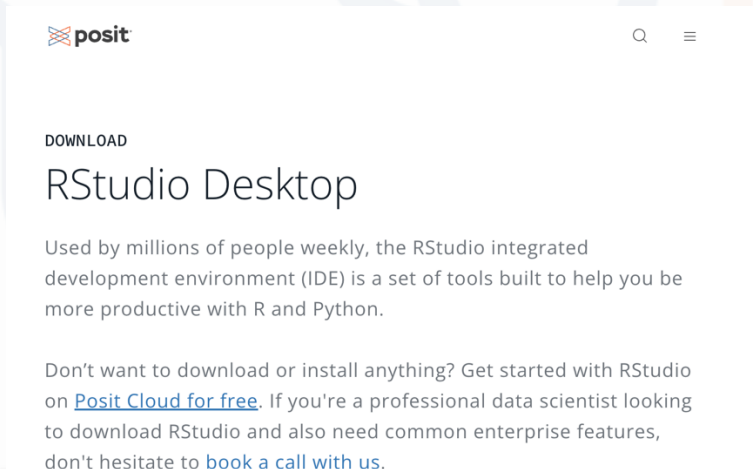 posit
DOWNLOAD
RStudio Desktop
Used by millions of people weekly, the RStudio integrated
development environment (IDE) is a set of tools built to help you be
more productive with R and Python.
Don’t want to download or install anything? Get started with RStudio
on Posit Cloud for free. If you're a professional data scientist looking
to download RStudio and also need common enterprise features,
don't hesitate to book a call with us.